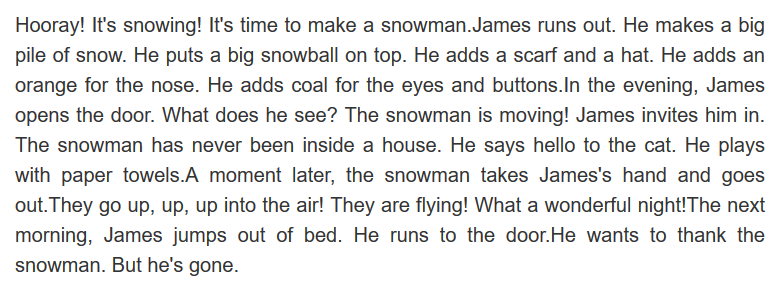 Hooray! It's snowing! It's time to make a snowman.James runs out. He makes a big
pile of snow. He puts a big snowball on top. He adds a scarf and a hat. He adds an
orange for the nose. He adds coal for the eyes and buttons.In the evening, James
opens the door. What does he see? The snowman is moving! James invites him in.
The snowman has never been inside a house. He says hello to the cat. He plays
with paper towels.A moment later, the snowman takes James's hand and goes
out.They go up, up, up into the air! They are flying! What a wonderful night!The next
morning, James jumps out of bed. He runs to the door.He wants to thank the
snowman. But he's gone.